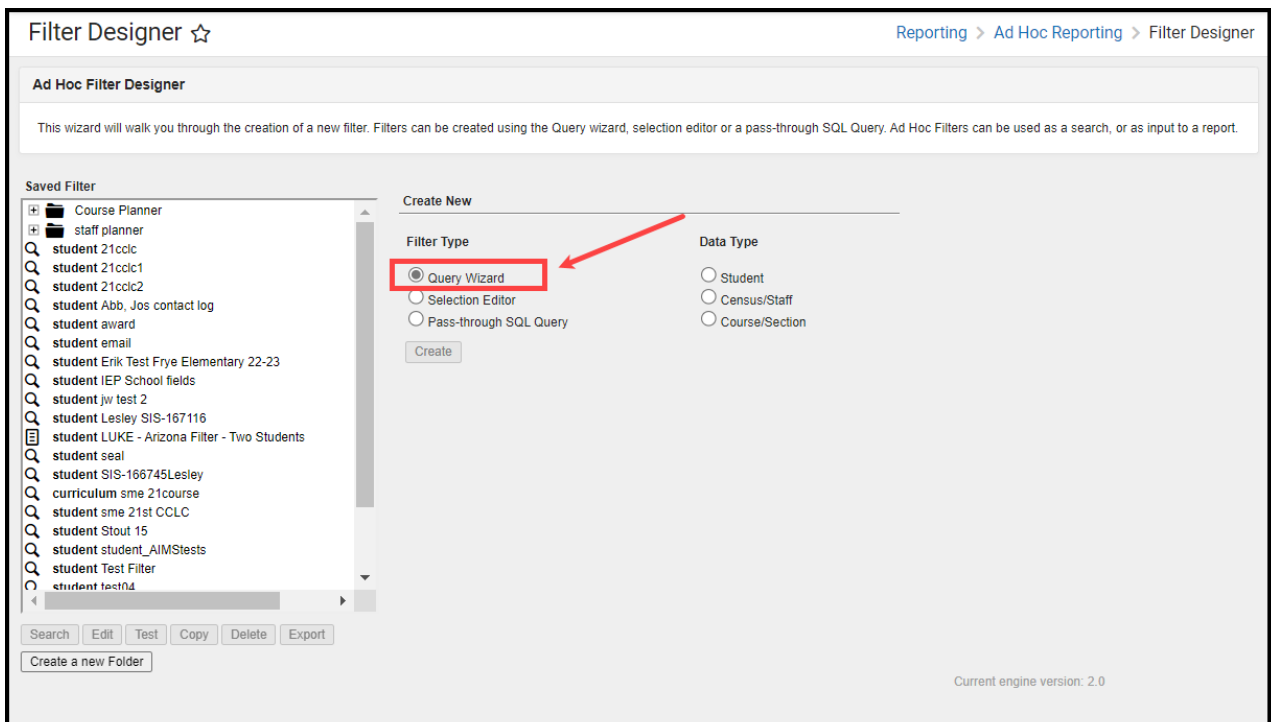 Filter Designer
Reporting > Ad Hoc Reporting > Filter Designer
Ad Hoc Filter Designer
This wizard will walk you through the creation of a new filter. Filters can be created using the Query wizard, selection editor or a pass-through SQL Query. Ad Hoc Filters can be used as a search, or as input to a report.
Saved Filter
Course Planner
staff planner
student 21cclc
student 21cclc1
student 21cclc2
student Abb, Jos contact log
student award
student email
student Erik Test Frye Elementary 22-23
student IEP School fields
student jw test 2
student Lesley SIS-167116
student LUKE - Arizona Filter - Two Students
student seal
student SIS-166745Lesley
curriculum sme 21course
student sme 21st CCLC
student Stout 15
student student_AIMStests
student Test Filter
student test04
Search Edit Test Copy Delete Export
Create a new Folder
Create New
Filter Type
Query Wizard
Selection Editor
Pass-through SQL Query
Create
Data Type
Student
Census/Staff
Course/Section
Current engine version: 2.0